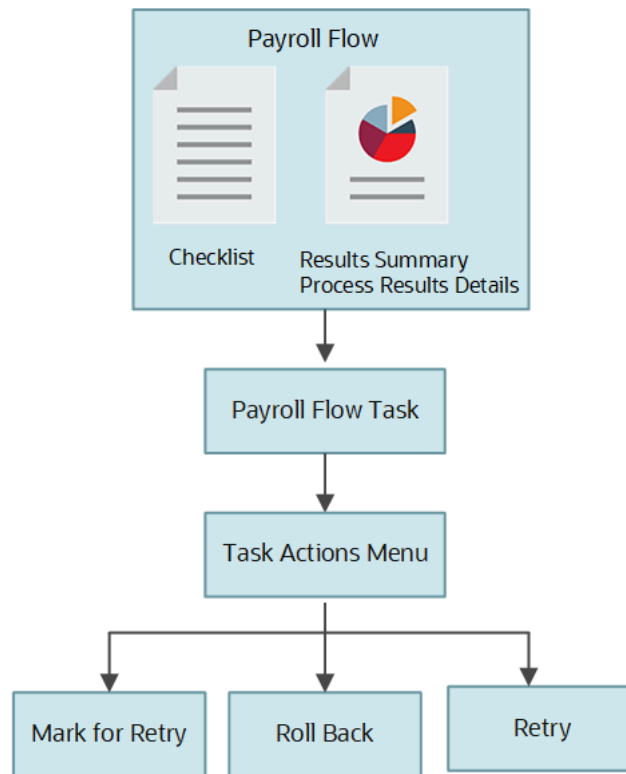 Payroll Flow
Checklist
Results Summary
Process Results Details
Payroll Flow Task
Task Actions Menu
Mark for Retry
Roll Back
Retry